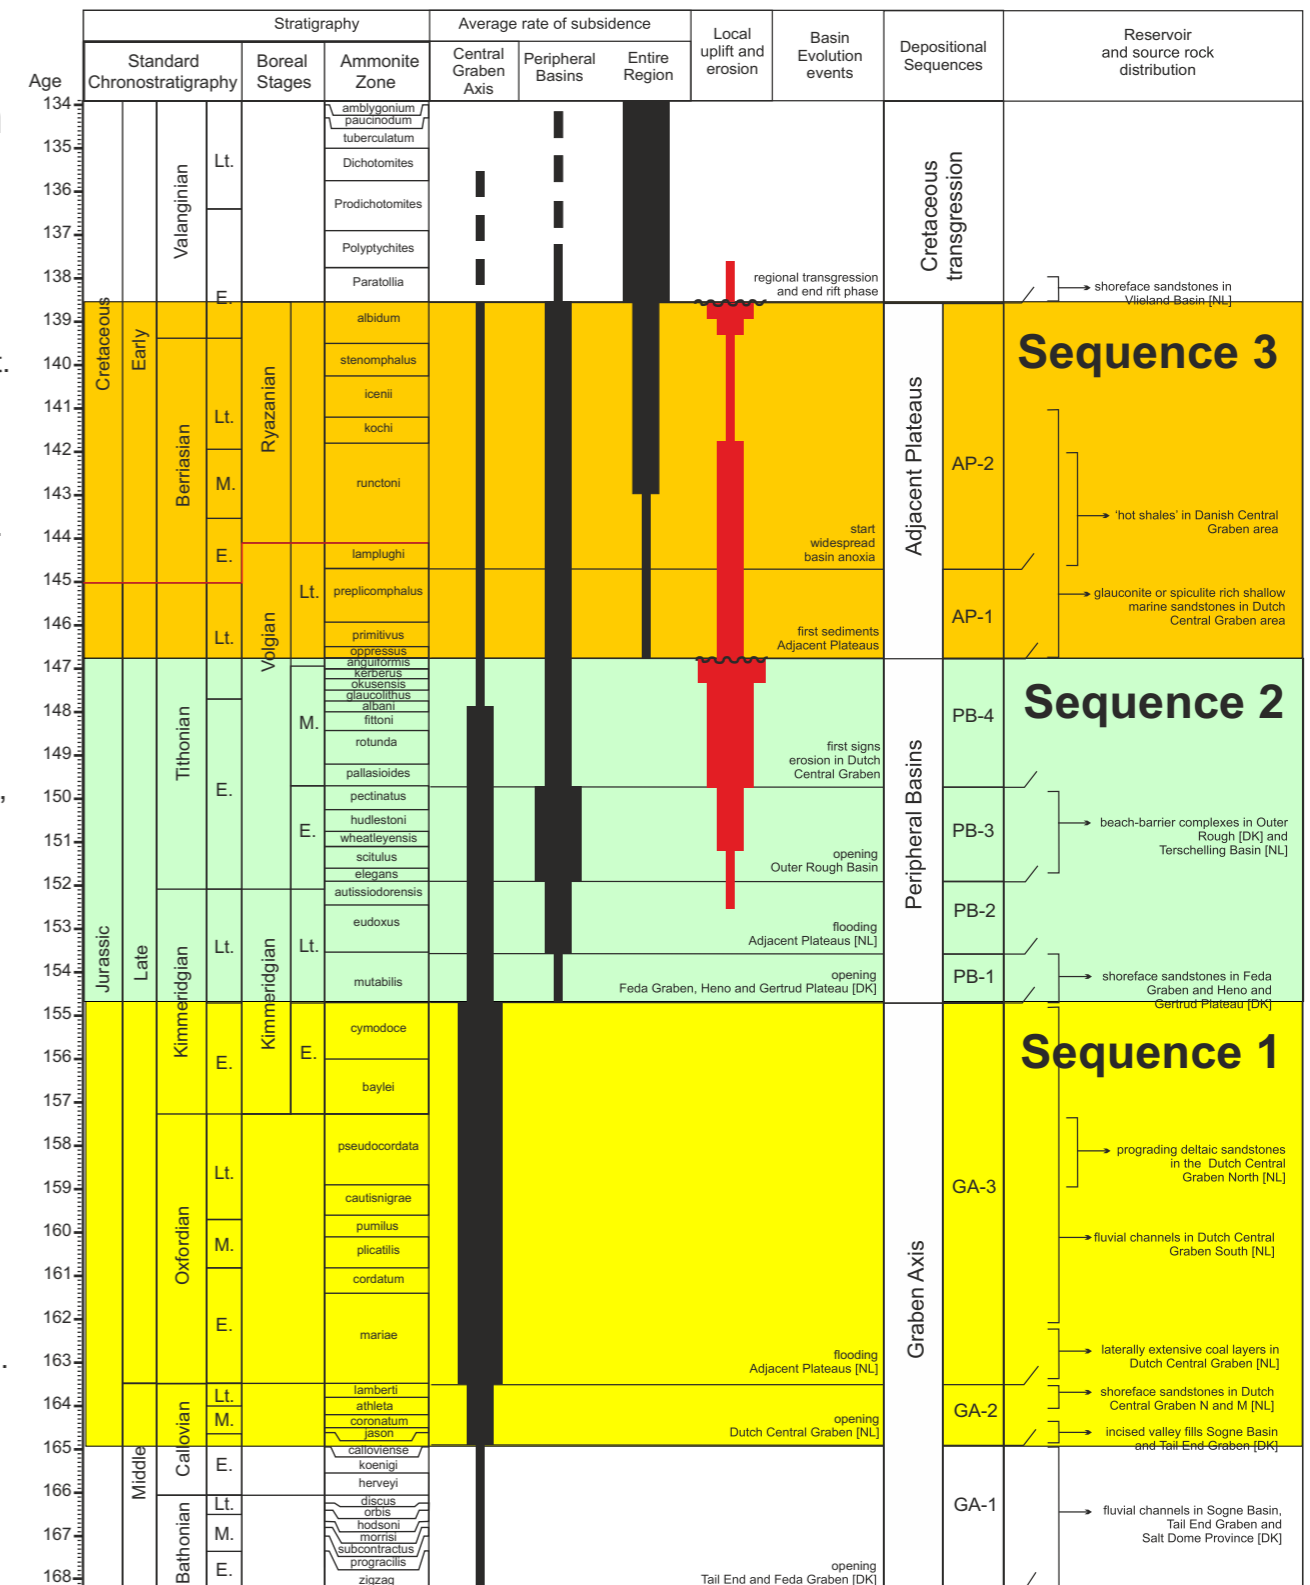 Stratigraphy
Average rate of subsidence
Local
uplift and
erosion
Basin
Evolution
events
Depositional
Sequences
Reservoir
and source rock
distribution
Age
Standard
Chronostratigraphy
Boreal
Stages
Ammonite
Zone
Central
Graben
Axis
Peripheral
Basins
Entire
Region
134
135
136
137
138
139
140
141
142
143
144
145
146
147
148
149
150
151
152
153
154
155
156
157
158
159
160
161
162
163
164
165
166
167
168
Cretaceous
Jurassic
Early
Late
Middle
Valanginian
Berriasian
Tithonian
Kimmeridgian
Oxfordian
Callovian
Bathonian
Lt.
E.
Lt.
M.
E.
Lt.
E.
Lt.
E.
Lt.
M.
E.
Lt.
M.
E.
Lt.
M.
E.
Ryazanian
Volgian
Kimmeridgian
Lt.
M.
E.
Lt.
E.
amblygonium
paucinodum
tuberculatum
Dichotomites
Prodichotomites
Polyptychites
Paratollia
albidum
stenomphalus
icenii
kochi
runctoni
lamplughi
preplicomphalus
primitivus
oppressus
anguiformis
kerberus
okusensis
glaucolithus
albani
fittoni
rotunda
pallasioides
pectinatus
hudlestoni
wheatleyensis
scitulus
elegans
autissiodorensis
eudoxus
mutabilis
cymodoce
baylei
pseudocordata
cautisnigrae
pumilus
plicatilis
cordatum
mariae
lamberti
athleta
coronatum
jason
calloviense
koenigi
herveyi
discus
orbis
hodsoni
morrisi
subcontractus
progracilis
zigzag
regional transgression
and end rift phase
start
widespread
basin anoxia
first sediments
Adjacent Plateaus
first signs
erosion in Dutch
Central Graben
opening
Outer Rough Basin
flooding
Adjacent Plateaus [NL]
opening
Feda Graben, Heno and Gertrud Plateau [DK]
flooding
Adjacent Plateaus [NL]
opening
Dutch Central Graben [NL]
opening
Tail End and Feda Graben [DK]
Cretaceous
transgression
Adjacent Plateaus
Peripheral Basins
Graben Axis
AP-2
AP-1
PB-4
PB-3
PB-2
PB-1
GA-3
GA-2
GA-1
shoreface sandstones in
Vlieland Basin [NL]
Sequence 3
'hot shales' in Danish Central
Graben area
glauconite or spiculite rich shallow
marine sandstones in Dutch
Central Graben area
Sequence 2
beach-barrier complexes in Outer
Rough [DK] and
Terschelling Basin [NL]
shoreface sandstones in Feda
Graben and Heno and
Gertrud Plateau [DK]
Sequence 1
prograding deltaic sandstones
in the Dutch Central
Graben North [NL]
fluvial channels in Dutch Central
Graben South [NL]
laterally extensive coal layers in
Dutch Central Graben [NL]
shoreface sandstones in Dutch
Central Graben N and M [NL]
incised valley fills Sogne Basin
and Tail End Graben [DK]
fluvial channels in Sogne Basin,
Tail End Graben and
Salt Dome Province [DK]